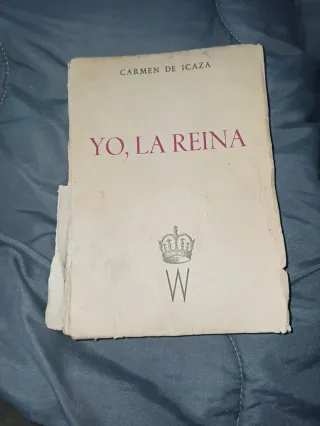 CARMEN DE ICAZA
YO, LA REINA
W